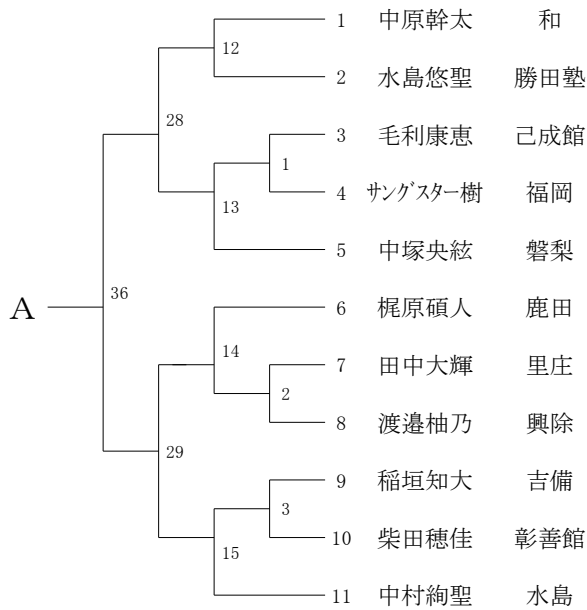 1 中原幹太 和
12
2 水島悠聖 勝田塾
28
3 毛利康恵 己成館
1
4 サングスター樹 福岡
13
5 中塚央絃 磐梨
A 36
6 梶原碩人 鹿田
14
7 田中大輝 里庄
2
8 渡邉柚乃 興除
29
9 稲垣知大 吉備
3
10 柴田穂佳 彰善館
15
11 中村絢聖 水島